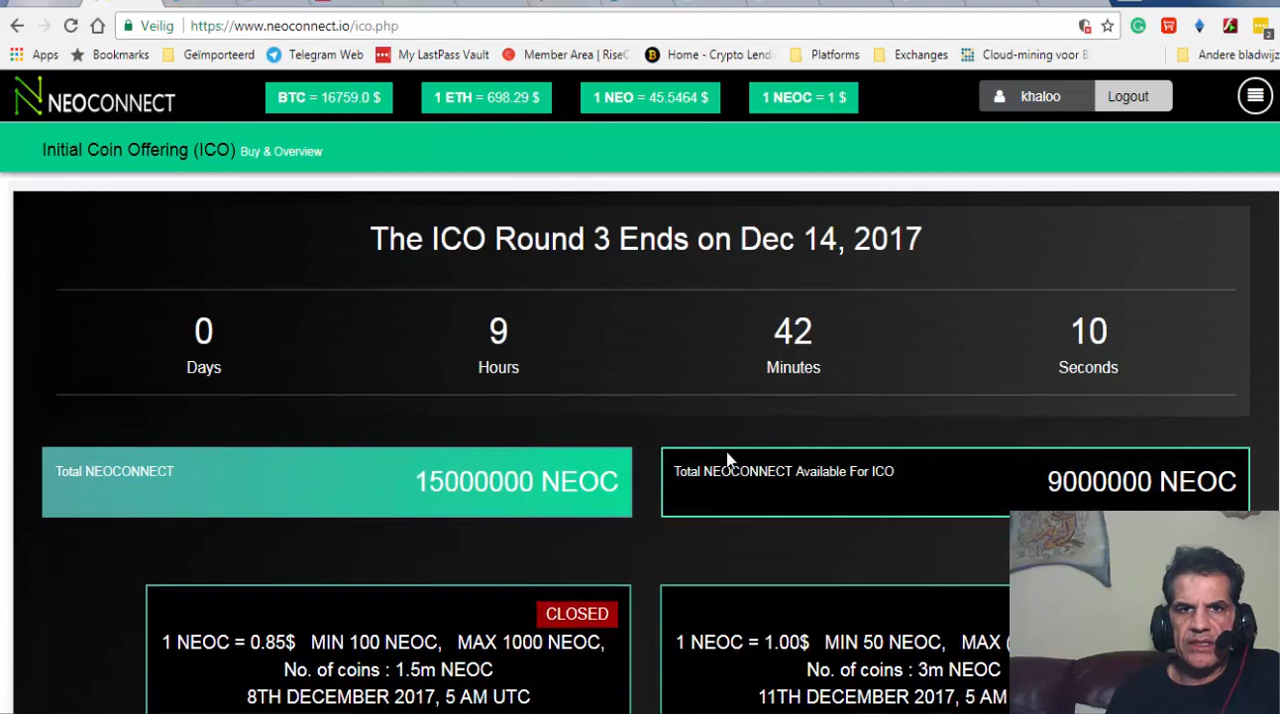 Veilig https://www.neoconnect.io/ico.php
Apps Bookmarks Geïmporteerd Telegram Web My LastPass Vault Member Area | RiseC Home - Crypto Lend Platforms Exchanges Cloud-mining voor B Andere bladwijz
NEOCONNECT BTC = 16759.0 $ 1 ETH = 698.29 $ 1 NEO = 45.5464 $ 1 NEOC = 1 $ khaloo Logout
Initial Coin Offering (ICO) Buy & Overview
The ICO Round 3 Ends on Dec 14, 2017
0 9 42 10
Days Hours Minutes Seconds
Total NEOCONNECT 15000000 NEOC
Total NEOCONNECT Available For ICO 9000000 NEOC
CLOSED
1 NEOC = 0.85$ MIN 100 NEOC, MAX 1000 NEOC,
No. of coins : 1.5m NEOC
8TH DECEMBER 2017, 5 AM UTC
1 NEOC = 1.00$ MIN 50 NEOC, MAX
No. of coins : 3m NEOC
11TH DECEMBER 2017, 5 AM